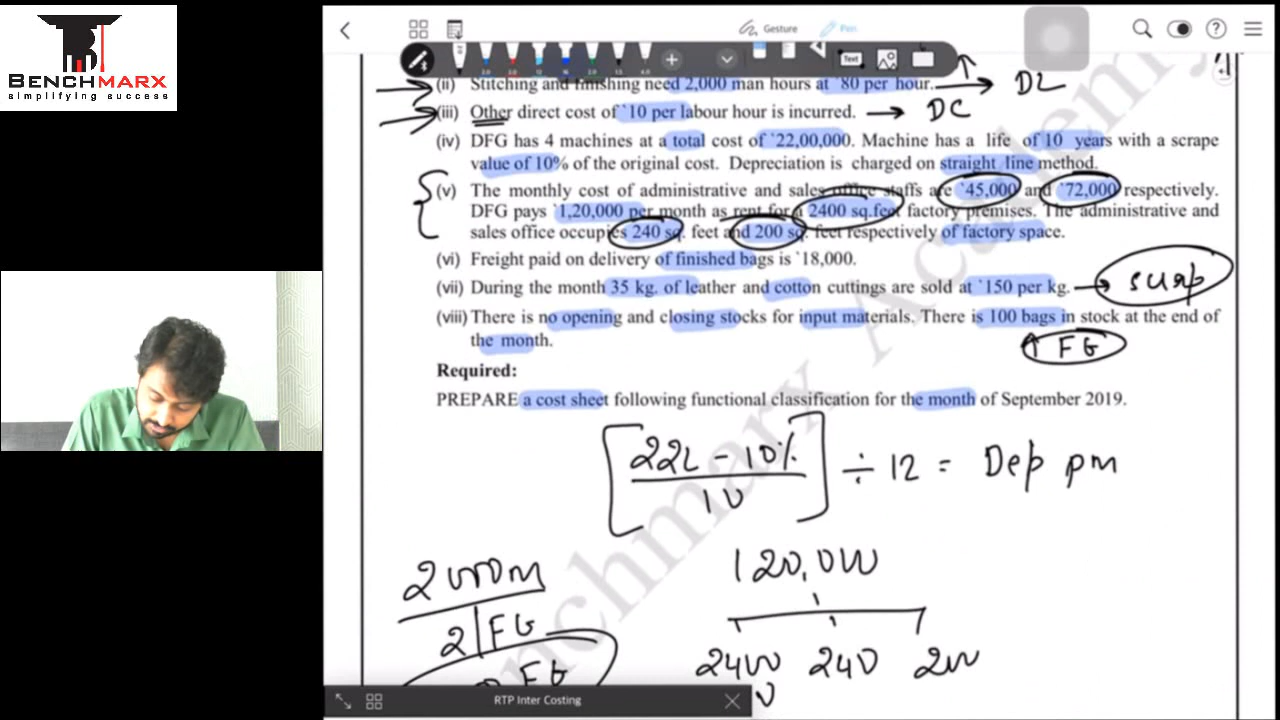 BENCHMARX
simplifying success
Gesture
Pen
Text
(ii) Stitching and finishing need 2,000 man hours at `80 per hour. → DL
(iii) Other direct cost of `10 per labour hour is incurred. → DC
(iv) DFG has 4 machines at a total cost of `22,00,000. Machine has a life of 10 years with a scrape
value of 10% of the original cost. Depreciation is charged on straight line method.
(v) The monthly cost of administrative and sales office staffs are `45,000 and `72,000 respectively.
DFG pays `1,20,000 per month as rent for a 2400 sq.feet factory premises. The administrative and
sales office occupies 240 sq. feet and 200 sq. feet respectively of factory space.
(vi) Freight paid on delivery of finished bags is `18,000.
(vii) During the month 35 kg. of leather and cotton cuttings are sold at `150 per kg. → scrap
(viii) There is no opening and closing stocks for input materials. There is 100 bags in stock at the end of
the month.
↑ FG
Required:
PREPARE a cost sheet following functional classification for the month of September 2019.
[22L - 10% / 10] ÷ 12 = Dep pm
120,000
2 FG
FG
2400 240 200
Benchmarx Academy
RTP Inter Costing